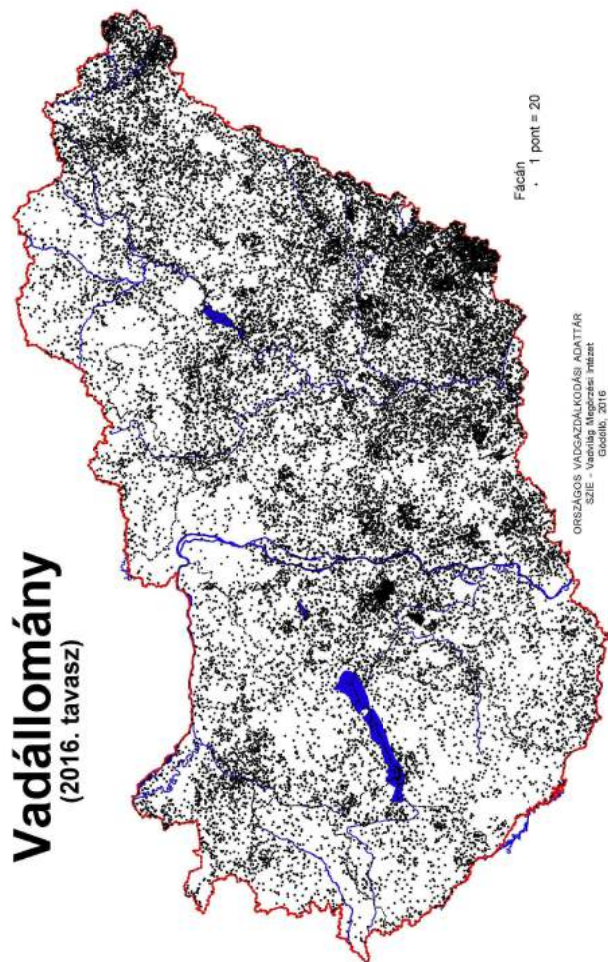 Vadállomány
(2016. tavasz)
Fácán
. 1 pont = 20
ORSZÁGOS VADGAZDÁLKODÁSI ADATTÁR
SZIE - Vadvilág Megőrzési Intézet
Gödöllő, 2016